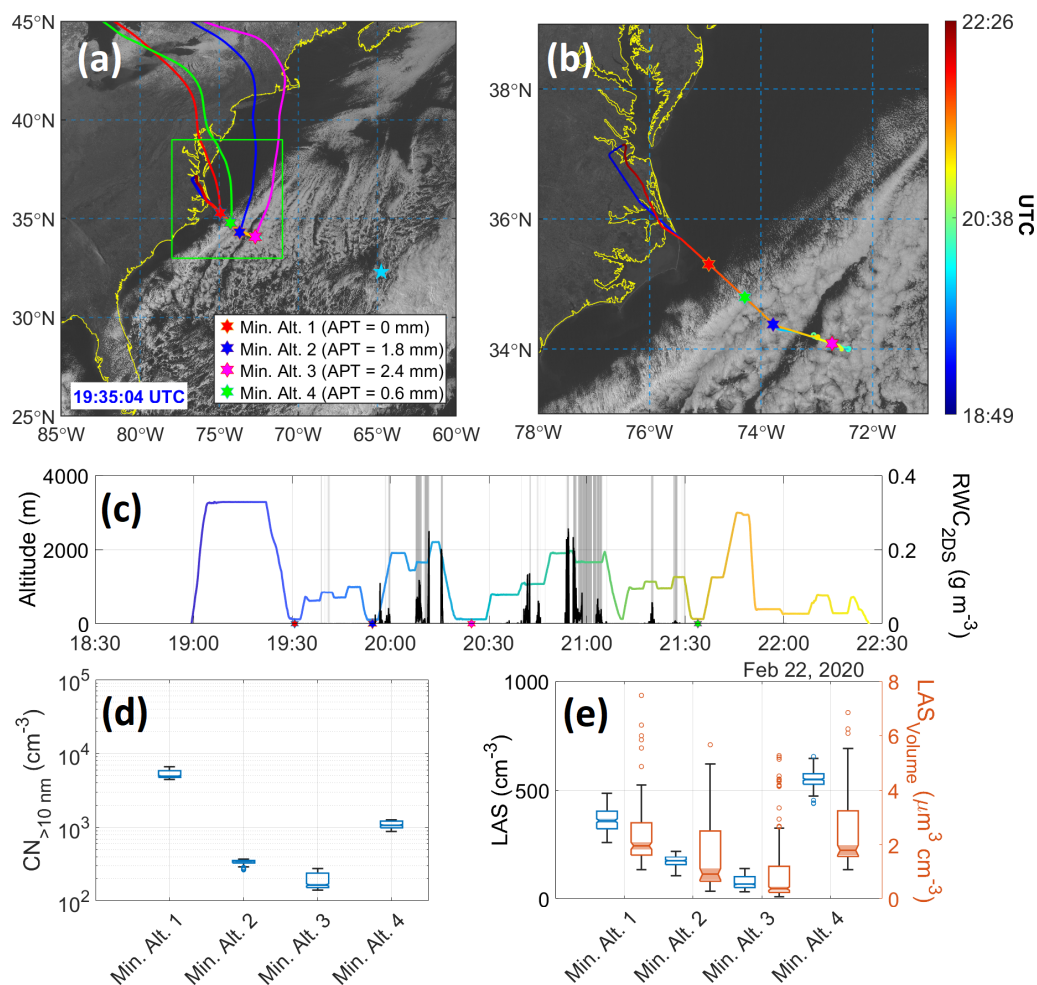 (a)
45°N
40°N
35°N
30°N
25°N
85°W
80°W
75°W
70°W
65°W
60°W
Min. Alt. 1 (APT = 0 mm)
Min. Alt. 2 (APT = 1.8 mm)
Min. Alt. 3 (APT = 2.4 mm)
Min. Alt. 4 (APT = 0.6 mm)
19:35:04 UTC
(b)
38°N
36°N
34°N
78°W
76°W
74°W
72°W
22:26
20:38
18:49
UTC
(c)
4000
2000
0
Altitude (m)
0.4
0.2
0
RWC2DS (g m-3)
18:30
19:00
19:30
20:00
20:30
21:00
21:30
22:00
22:30
Feb 22, 2020
(d)
10^5
10^4
10^3
10^2
CN>10 nm (cm-3)
Min. Alt. 1
Min. Alt. 2
Min. Alt. 3
Min. Alt. 4
(e)
1000
500
0
LAS (cm-3)
8
6
4
2
0
LASVolume (μm3 cm-3)
Min. Alt. 1
Min. Alt. 2
Min. Alt. 3
Min. Alt. 4